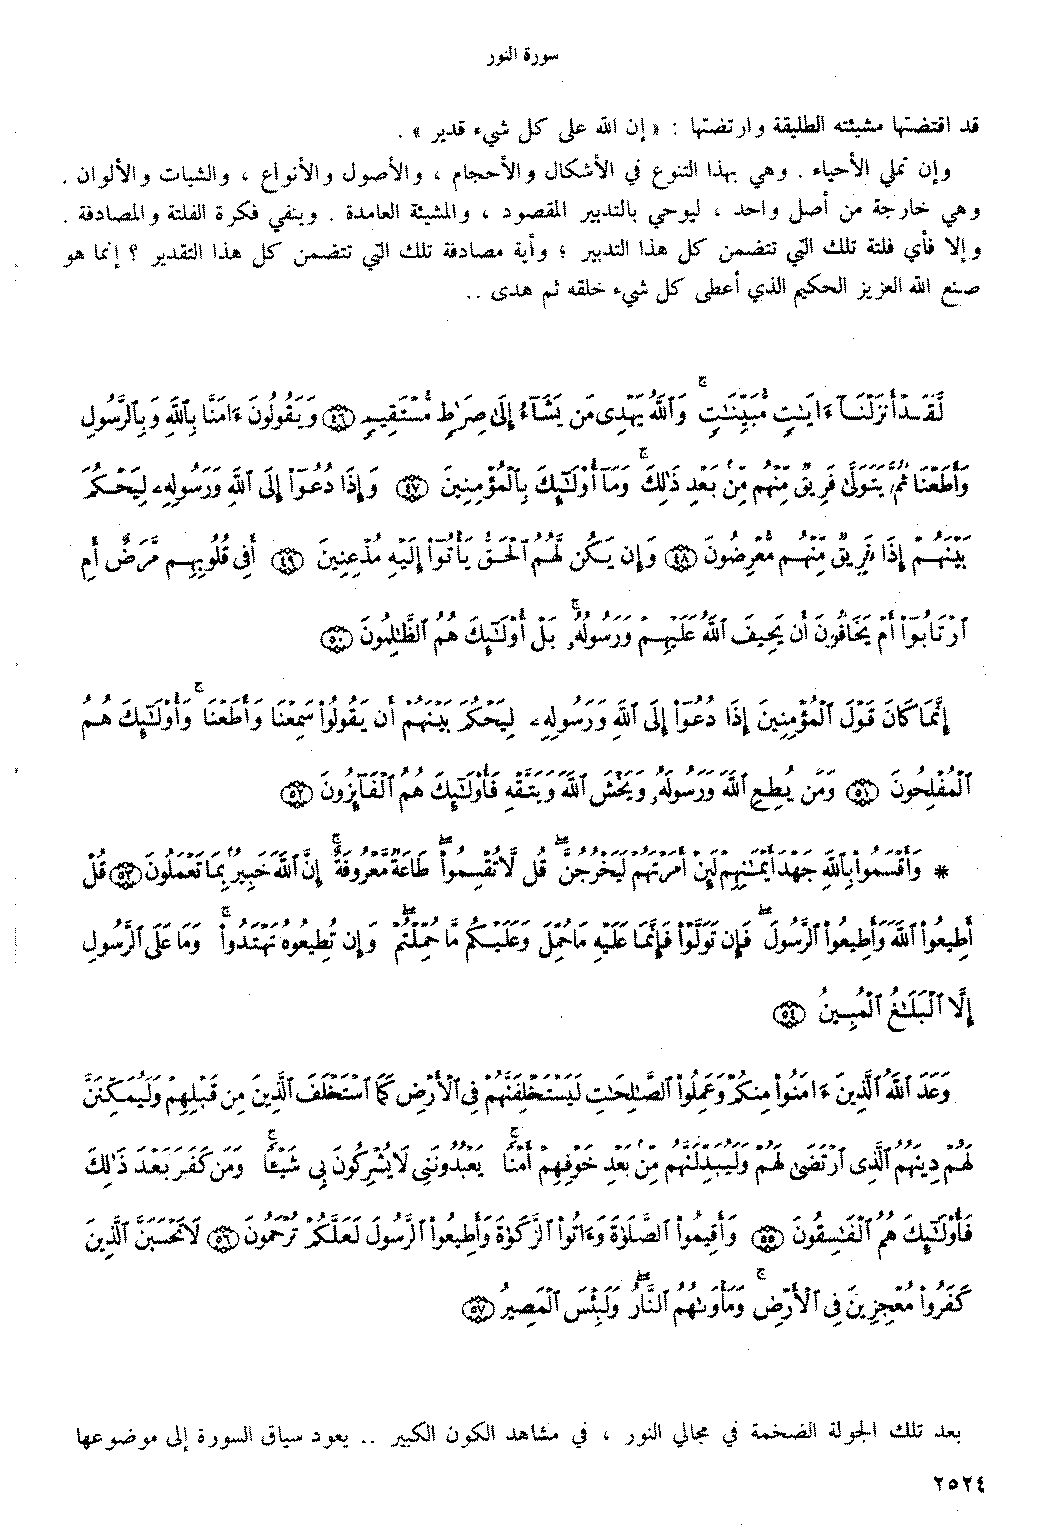 سورة النور
قد اقتضتها مشيئته الطليقة وارتضتها : « إن الله على كل شيء قدير » .
وإن تملي الأحياء . وهي بهذا التنوع في الأشكال والأحجام ، والأصول والأنواع ، والشيات والألوان .
وهي خارجة من أصل واحد ، ليوحي بالتدبير المقصود ، والمشيئة العامدة . وينفي فكرة الفلتة والمصادفة .
وإلا فأي فلتة تلك التي تتضمن كل هذا التدبير ؛ وأية مصادفة تلك التي تتضمن كل هذا التقدير ؟ إنما هو
صنع الله العزيز الحكيم الذي أعطى كل شيء خلقه ثم هدى ..
لَّقَدْ أَنزَلْنَآ ءَايَٰتٍ مُّبَيِّنَٰتٍ ۚ وَٱللَّهُ يَهْدِى مَن يَشَآءُ إِلَىٰ صِرَٰطٍ مُّسْتَقِيمٍ ﴿٤٦﴾ وَيَقُولُونَ ءَامَنَّا بِٱللَّهِ وَبِٱلرَّسُولِ
وَأَطَعْنَا ثُمَّ يَتَوَلَّىٰ فَرِيقٌ مِّنْهُم مِّنۢ بَعْدِ ذَٰلِكَ ۚ وَمَآ أُو۟لَٰٓئِكَ بِٱلْمُؤْمِنِينَ ﴿٤٧﴾ وَإِذَا دُعُوٓا۟ إِلَى ٱللَّهِ وَرَسُولِهِۦ لِيَحْكُمَ
بَيْنَهُمْ إِذَا فَرِيقٌ مِّنْهُم مُّعْرِضُونَ ﴿٤٨﴾ وَإِن يَكُن لَّهُمُ ٱلْحَقُّ يَأْتُوٓا۟ إِلَيْهِ مُذْعِنِينَ ﴿٤٩﴾ أَفِى قُلُوبِهِم مَّرَضٌ أَمِ
ٱرْتَابُوٓا۟ أَمْ يَخَافُونَ أَن يَحِيفَ ٱللَّهُ عَلَيْهِمْ وَرَسُولُهُۥ ۚ بَلْ أُو۟لَٰٓئِكَ هُمُ ٱلظَّٰلِمُونَ ﴿٥٠﴾
إِنَّمَا كَانَ قَوْلَ ٱلْمُؤْمِنِينَ إِذَا دُعُوٓا۟ إِلَى ٱللَّهِ وَرَسُولِهِۦ لِيَحْكُمَ بَيْنَهُمْ أَن يَقُولُوا۟ سَمِعْنَا وَأَطَعْنَا ۚ وَأُو۟لَٰٓئِكَ هُمُ
ٱلْمُفْلِحُونَ ﴿٥١﴾ وَمَن يُطِعِ ٱللَّهَ وَرَسُولَهُۥ وَيَخْشَ ٱللَّهَ وَيَتَّقْهِ فَأُو۟لَٰٓئِكَ هُمُ ٱلْفَآئِزُونَ ﴿٥٢﴾
* وَأَقْسَمُوا۟ بِٱللَّهِ جَهْدَ أَيْمَٰنِهِمْ لَئِنْ أَمَرْتَهُمْ لَيَخْرُجُنَّ ۖ قُل لَّا تُقْسِمُوا۟ ۖ طَاعَةٌ مَّعْرُوفَةٌ ۚ إِنَّ ٱللَّهَ خَبِيرٌۢ بِمَا تَعْمَلُونَ ﴿٥٣﴾ قُلْ
أَطِيعُوا۟ ٱللَّهَ وَأَطِيعُوا۟ ٱلرَّسُولَ ۖ فَإِن تَوَلَّوْا۟ فَإِنَّمَا عَلَيْهِ مَا حُمِّلَ وَعَلَيْكُم مَّا حُمِّلْتُمْ ۖ وَإِن تُطِيعُوهُ تَهْتَدُوا۟ ۚ وَمَا عَلَى ٱلرَّسُولِ
إِلَّا ٱلْبَلَٰغُ ٱلْمُبِينُ ﴿٥٤﴾
وَعَدَ ٱللَّهُ ٱلَّذِينَ ءَامَنُوا۟ مِنكُمْ وَعَمِلُوا۟ ٱلصَّٰلِحَٰتِ لَيَسْتَخْلِفَنَّهُمْ فِى ٱلْأَرْضِ كَمَا ٱسْتَخْلَفَ ٱلَّذِينَ مِن قَبْلِهِمْ وَلَيُمَكِّنَنَّ
لَهُمْ دِينَهُمُ ٱلَّذِى ٱرْتَضَىٰ لَهُمْ وَلَيُبَدِّلَنَّهُم مِّنۢ بَعْدِ خَوْفِهِمْ أَمْنًا ۚ يَعْبُدُونَنِى لَا يُشْرِكُونَ بِى شَيْـًٔا ۚ وَمَن كَفَرَ بَعْدَ ذَٰلِكَ
فَأُو۟لَٰٓئِكَ هُمُ ٱلْفَٰسِقُونَ ﴿٥٥﴾ وَأَقِيمُوا۟ ٱلصَّلَوٰةَ وَءَاتُوا۟ ٱلزَّكَوٰةَ وَأَطِيعُوا۟ ٱلرَّسُولَ لَعَلَّكُمْ تُرْحَمُونَ ﴿٥٦﴾ لَا تَحْسَبَنَّ ٱلَّذِينَ
كَفَرُوا۟ مُعْجِزِينَ فِى ٱلْأَرْضِ ۚ وَمَأْوَىٰهُمُ ٱلنَّارُ ۖ وَلَبِئْسَ ٱلْمَصِيرُ ﴿٥٧﴾
بعد تلك الجولة الضخمة في مجالي النور ، في مشاهد الكون الكبير .. يعود سياق السورة إلى موضوعها
٢٥٢٤